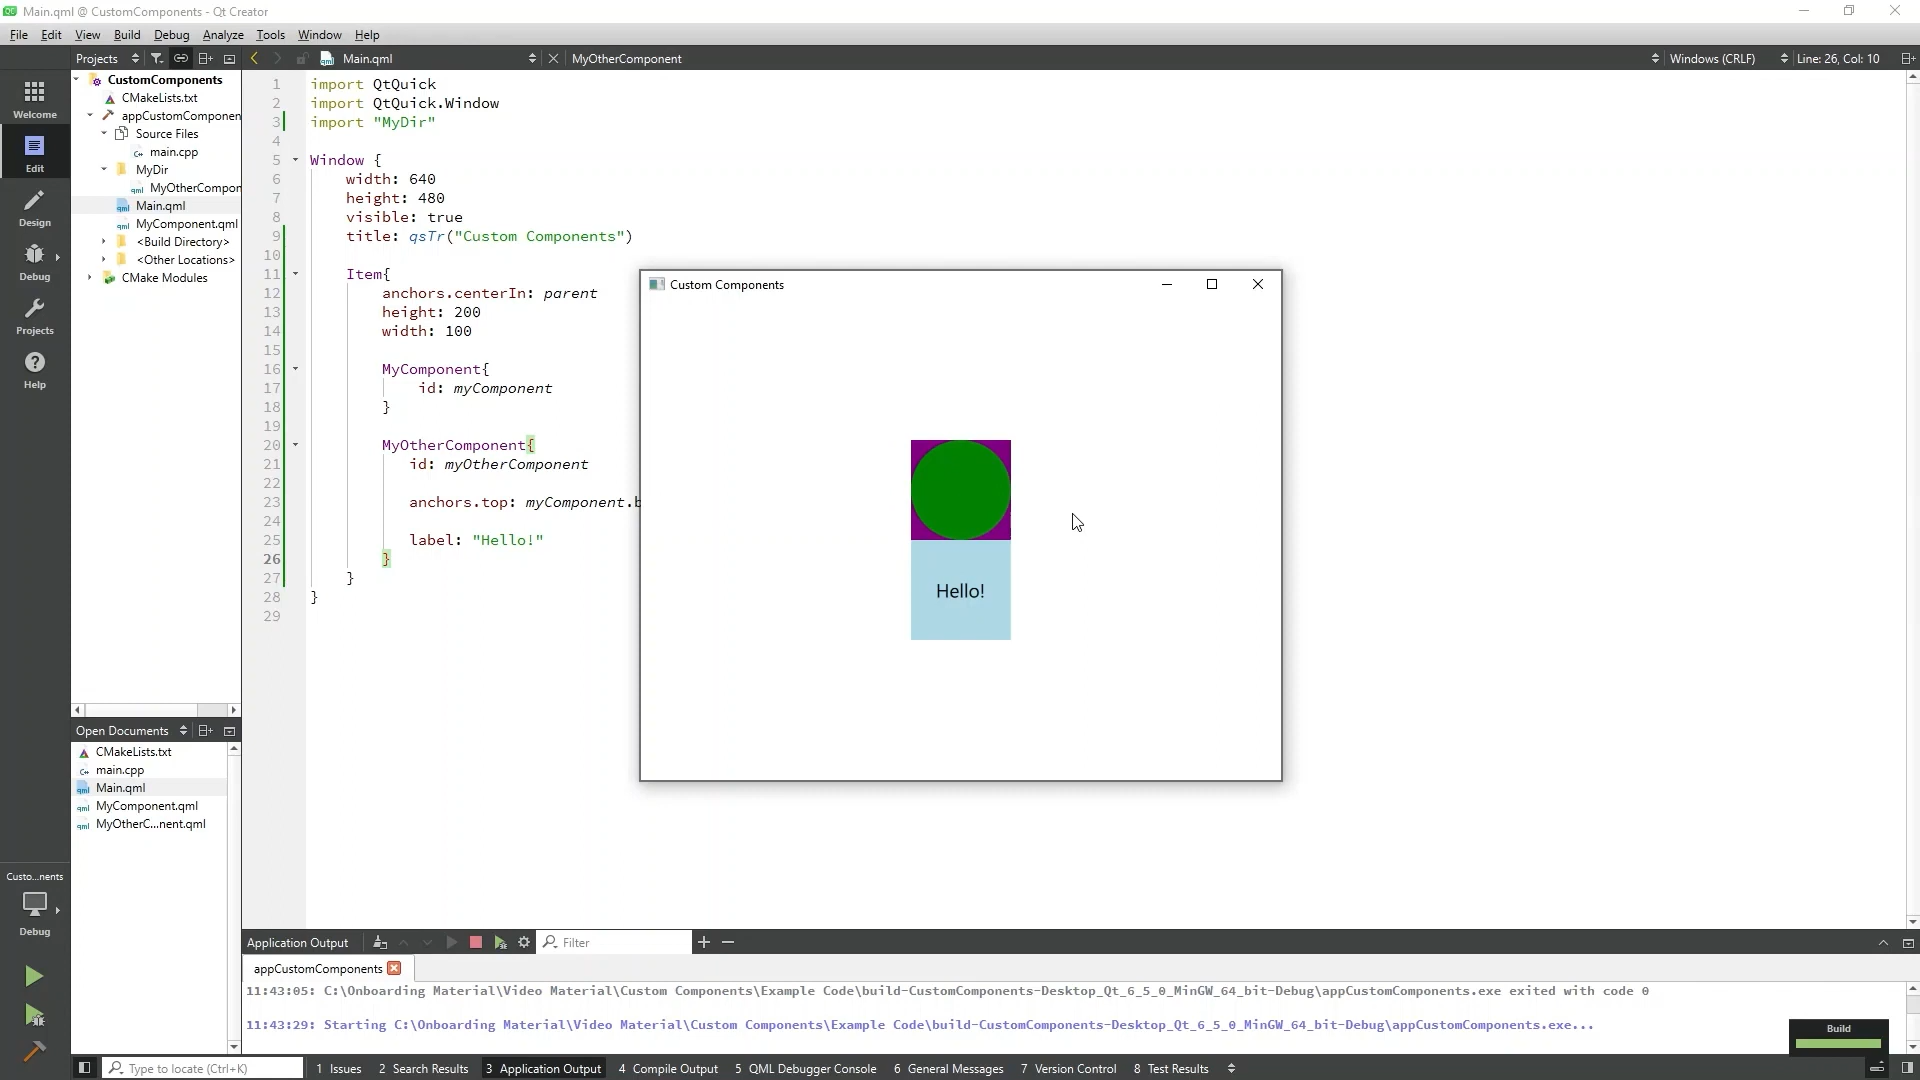 Main.qml @ CustomComponents - Qt Creator
File Edit View Build Debug Analyze Tools Window Help
Projects
Main.qml
MyOtherComponent
Windows (CRLF)
Line: 26, Col: 10
Welcome
Edit
Design
Debug
Projects
Help
CustomComponents
CMakeLists.txt
appCustomComponen
Source Files
main.cpp
MyDir
MyOtherCompon
Main.qml
MyComponent.qml
<Build Directory>
<Other Locations>
CMake Modules
1 import QtQuick
2 import QtQuick.Window
3 import "MyDir"
4
5 Window {
6 width: 640
7 height: 480
8 visible: true
9 title: qsTr("Custom Components")
10
11 Item{
12 anchors.centerIn: parent
13 height: 200
14 width: 100
15
16 MyComponent{
17 id: myComponent
18 }
19
20 MyOtherComponent{
21 id: myOtherComponent
22
23 anchors.top: myComponent.b
24
25 label: "Hello!"
26 }
27 }
28 }
29
Custom Components
Hello!
Open Documents
CMakeLists.txt
main.cpp
Main.qml
MyComponent.qml
MyOtherC...nent.qml
Custo...nents
Debug
Application Output
Filter
appCustomComponents
11:43:05: C:\Onboarding Material\Video Material\Custom Components\Example Code\build-CustomComponents-Desktop_Qt_6_5_0_MinGW_64_bit-Debug\appCustomComponents.exe exited with code 0
11:43:29: Starting C:\Onboarding Material\Video Material\Custom Components\Example Code\build-CustomComponents-Desktop_Qt_6_5_0_MinGW_64_bit-Debug\appCustomComponents.exe...
Build
Type to locate (Ctrl+K)
1 Issues 2 Search Results 3 Application Output 4 Compile Output 5 QML Debugger Console 6 General Messages 7 Version Control 8 Test Results